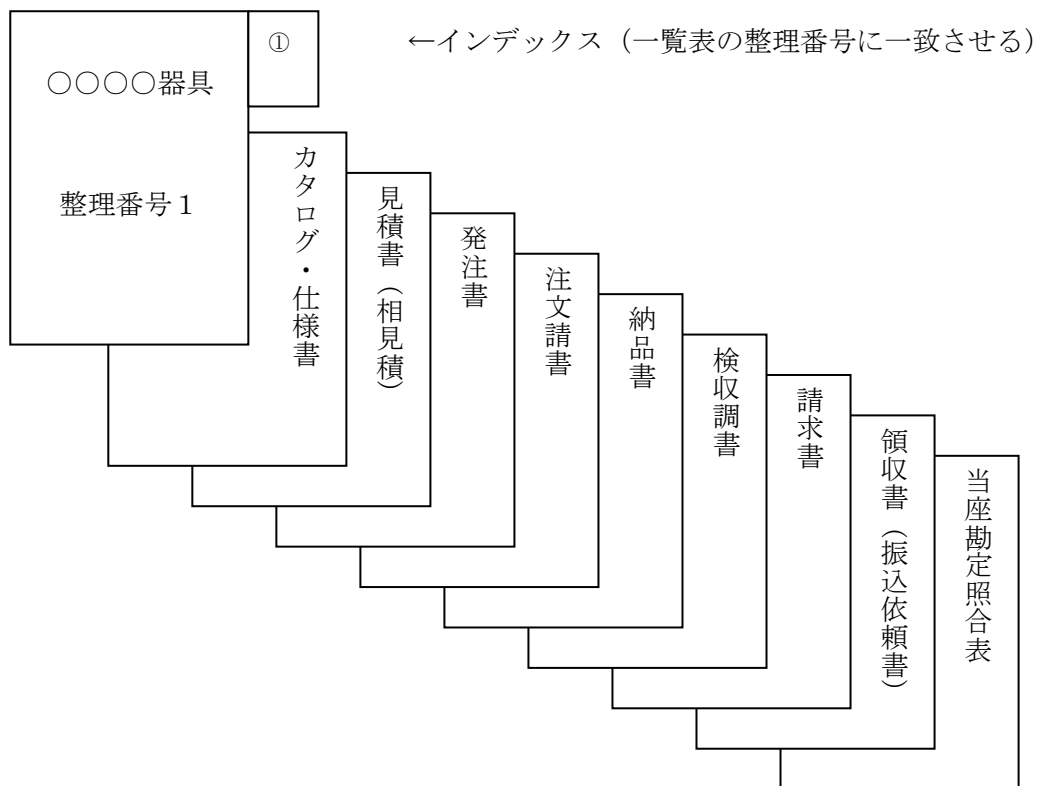 ①
←インデックス（一覧表の整理番号に一致させる）
○○○○器具
整理番号１
カタログ・仕様書
見積書（相見積）
発注書
注文請書
納品書
検収調書
請求書
領収書（振込依頼書）
当座勘定照合表